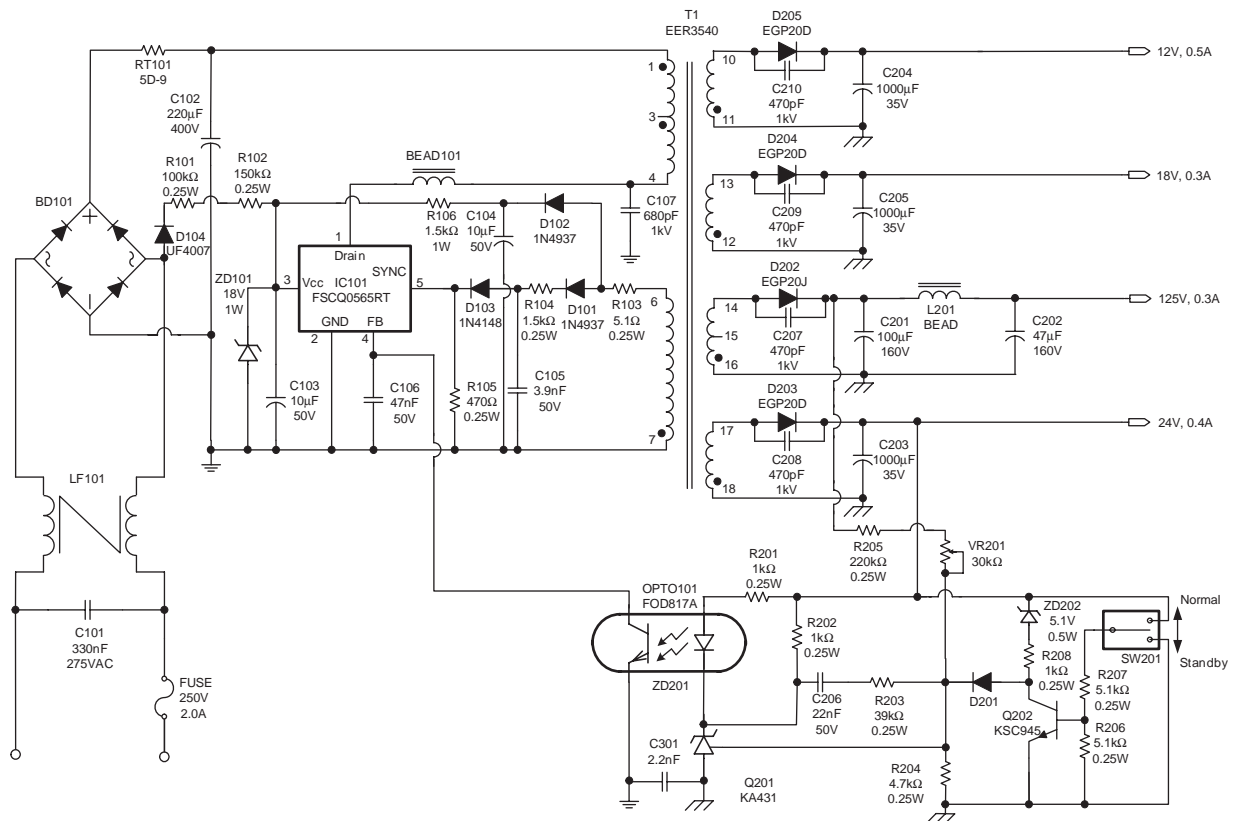 T1
EER3540
RT101
5D-9
C102
220μF
400V
R101
100kΩ
0.25W
R102
150kΩ
0.25W
BD101
D104
UF4007
BEAD101
R106
1.5kΩ
1W
C104
10μF
50V
D102
1N4937
C107
680pF
1kV
1
3
4
6
7
ZD101
18V
1W
1
Drain
SYNC
3
Vcc
IC101
FSCQ0565RT
5
GND
FB
2
4
D103
1N4148
R104
1.5kΩ
0.25W
D101
1N4937
R103
5.1Ω
0.25W
C103
10μF
50V
C106
47nF
50V
R105
470Ω
0.25W
C105
3.9nF
50V
D205
EGP20D
10
11
C210
470pF
1kV
C204
1000μF
35V
12V, 0.5A
D204
EGP20D
13
12
C209
470pF
1kV
C205
1000μF
35V
18V, 0.3A
D202
EGP20J
14
15
16
C207
470pF
1kV
C201
100μF
160V
L201
BEAD
C202
47μF
160V
125V, 0.3A
D203
EGP20D
17
18
C208
470pF
1kV
C203
1000μF
35V
24V, 0.4A
LF101
C101
330nF
275VAC
FUSE
250V
2.0A
OPTO101
FOD817A
ZD201
R201
1kΩ
0.25W
R205
220kΩ
0.25W
VR201
30kΩ
R202
1kΩ
0.25W
C206
22nF
50V
R203
39kΩ
0.25W
D201
ZD202
5.1V
0.5W
R208
1kΩ
0.25W
Normal
SW201
Standby
R207
5.1kΩ
0.25W
Q202
KSC945
R206
5.1kΩ
0.25W
C301
2.2nF
Q201
KA431
R204
4.7kΩ
0.25W